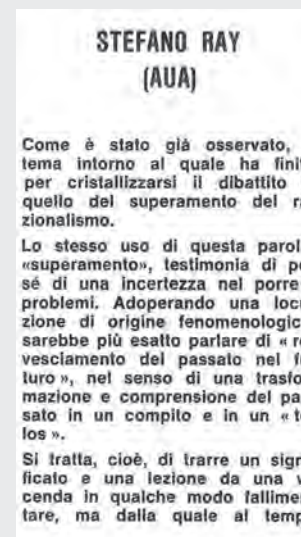 STEFANO RAY
(AUA)
Come è stato già osservato,
tema intorno al quale ha fini
per cristallizzarsi il dibattito
quello del superamento del r
zionalismo.
Lo stesso uso di questa parol
«superamento», testimonia di p
sé di una incertezza nel porre
problemi. Adoperando una locu
zione di origine fenomenologic
sarebbe più esatto parlare di « r
vesciamento del passato nel f
turo », nel senso di una trasfo
mazione e comprensione del pa
sato in un compito e in un « t
los ».
Si tratta, cioè, di trarre un sign
ficato e una lezione da una v
cenda in qualche modo fallime
tare, ma dalla quale al temp